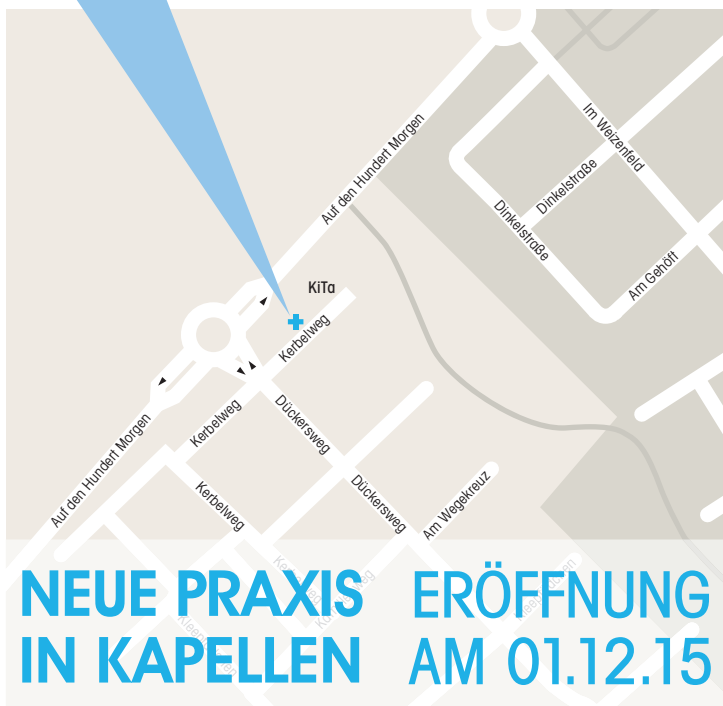 Auf den Hundert Morgen
Im Weizenfeld
Dinkelstraße
Dinkelstraße
Am Gehöft
KiTa
Kerbelweg
Kerbelweg
Dückersweg
Auf den Hundert Morgen
Kerbelweg
Dückersweg
Am Wegekreuz
NEUE PRAXIS
IN KAPELLEN
ERÖFFNUNG
AM 01.12.15